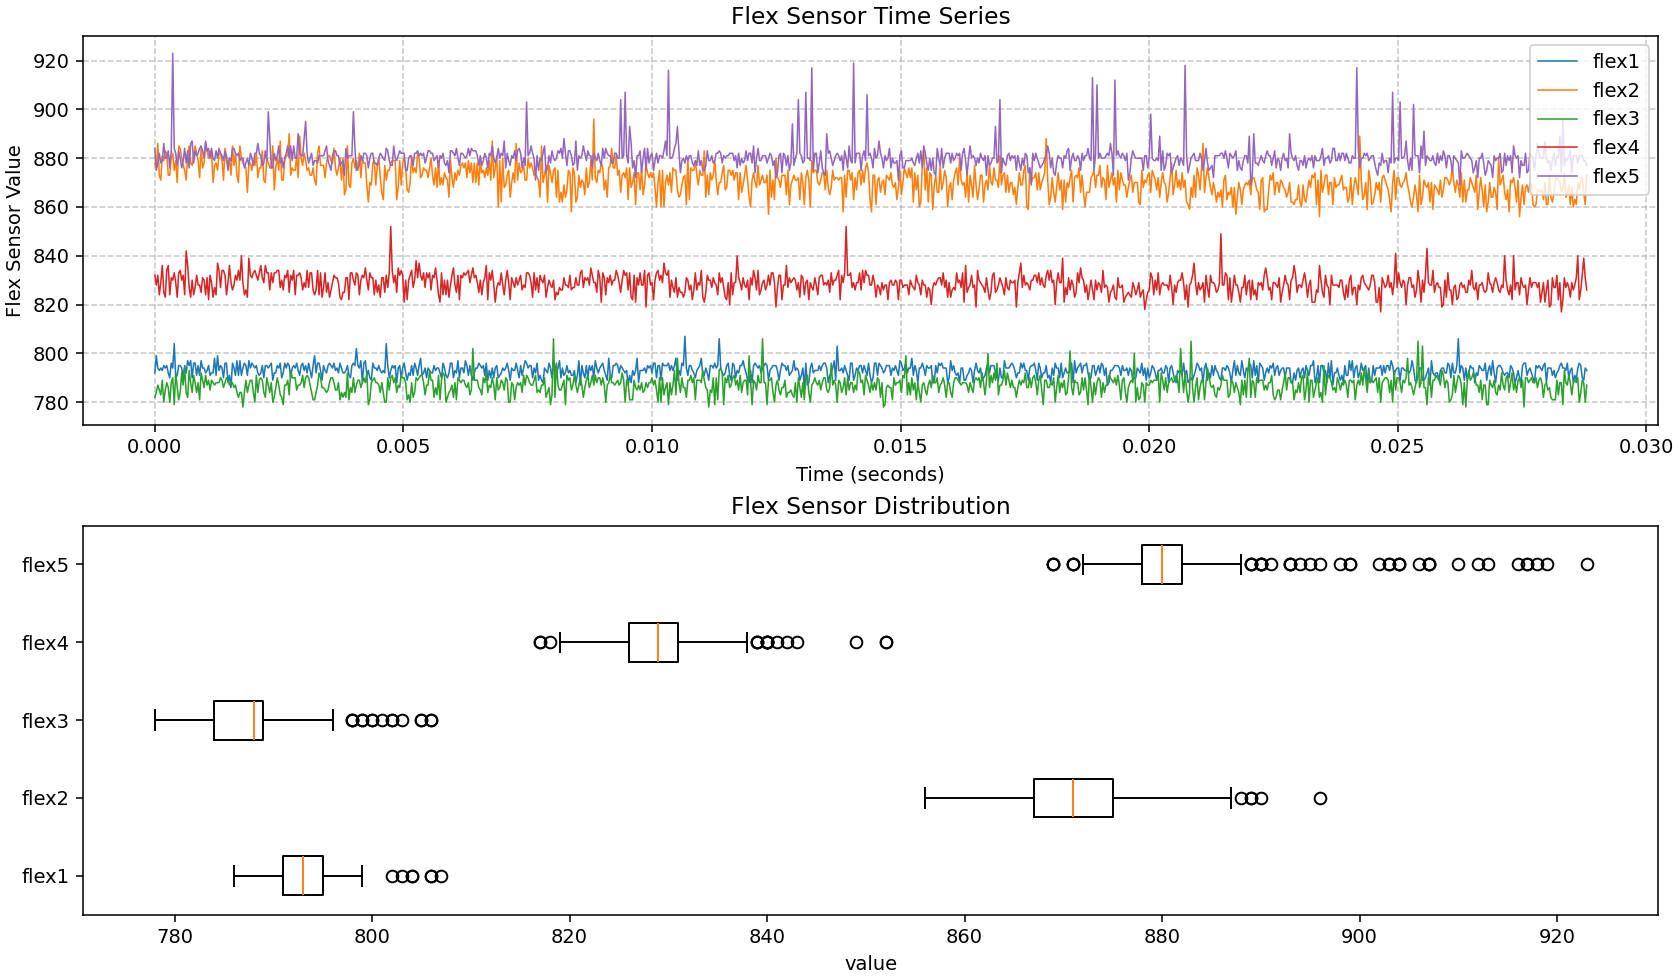 Flex Sensor Time Series
Flex Sensor Value
920
900
880
860
840
820
800
780
flex1
flex2
flex3
flex4
flex5
0.000 0.005 0.010 0.015 0.020 0.025 0.030
Time (seconds)
Flex Sensor Distribution
flex5
flex4
flex3
flex2
flex1
780 800 820 840 860 880 900 920
value